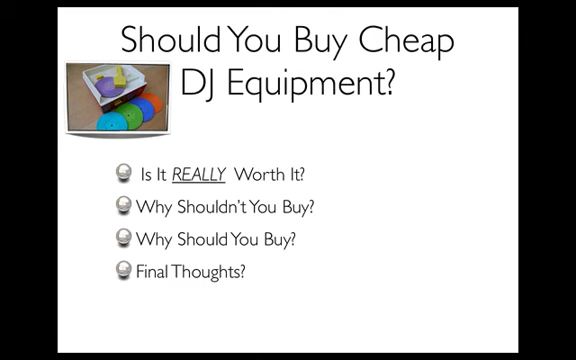 Should You Buy Cheap
DJ Equipment?
Is It REALLY Worth It?
Why Shouldn't You Buy?
Why Should You Buy?
Final Thoughts?